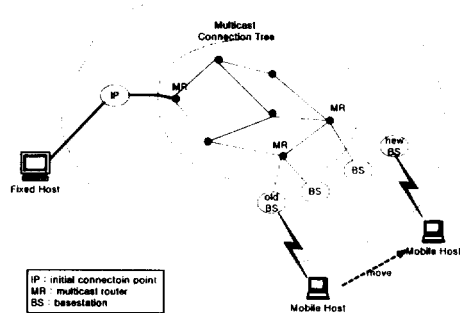 Multicast
Connection Tree
MR
IP
MR
MR
Fixed Host
new
BS
BS
BS
old
BS
move
Mobile Host
Mobile Host
IP : initial connectoin point
MR : multicast router
BS : basestation